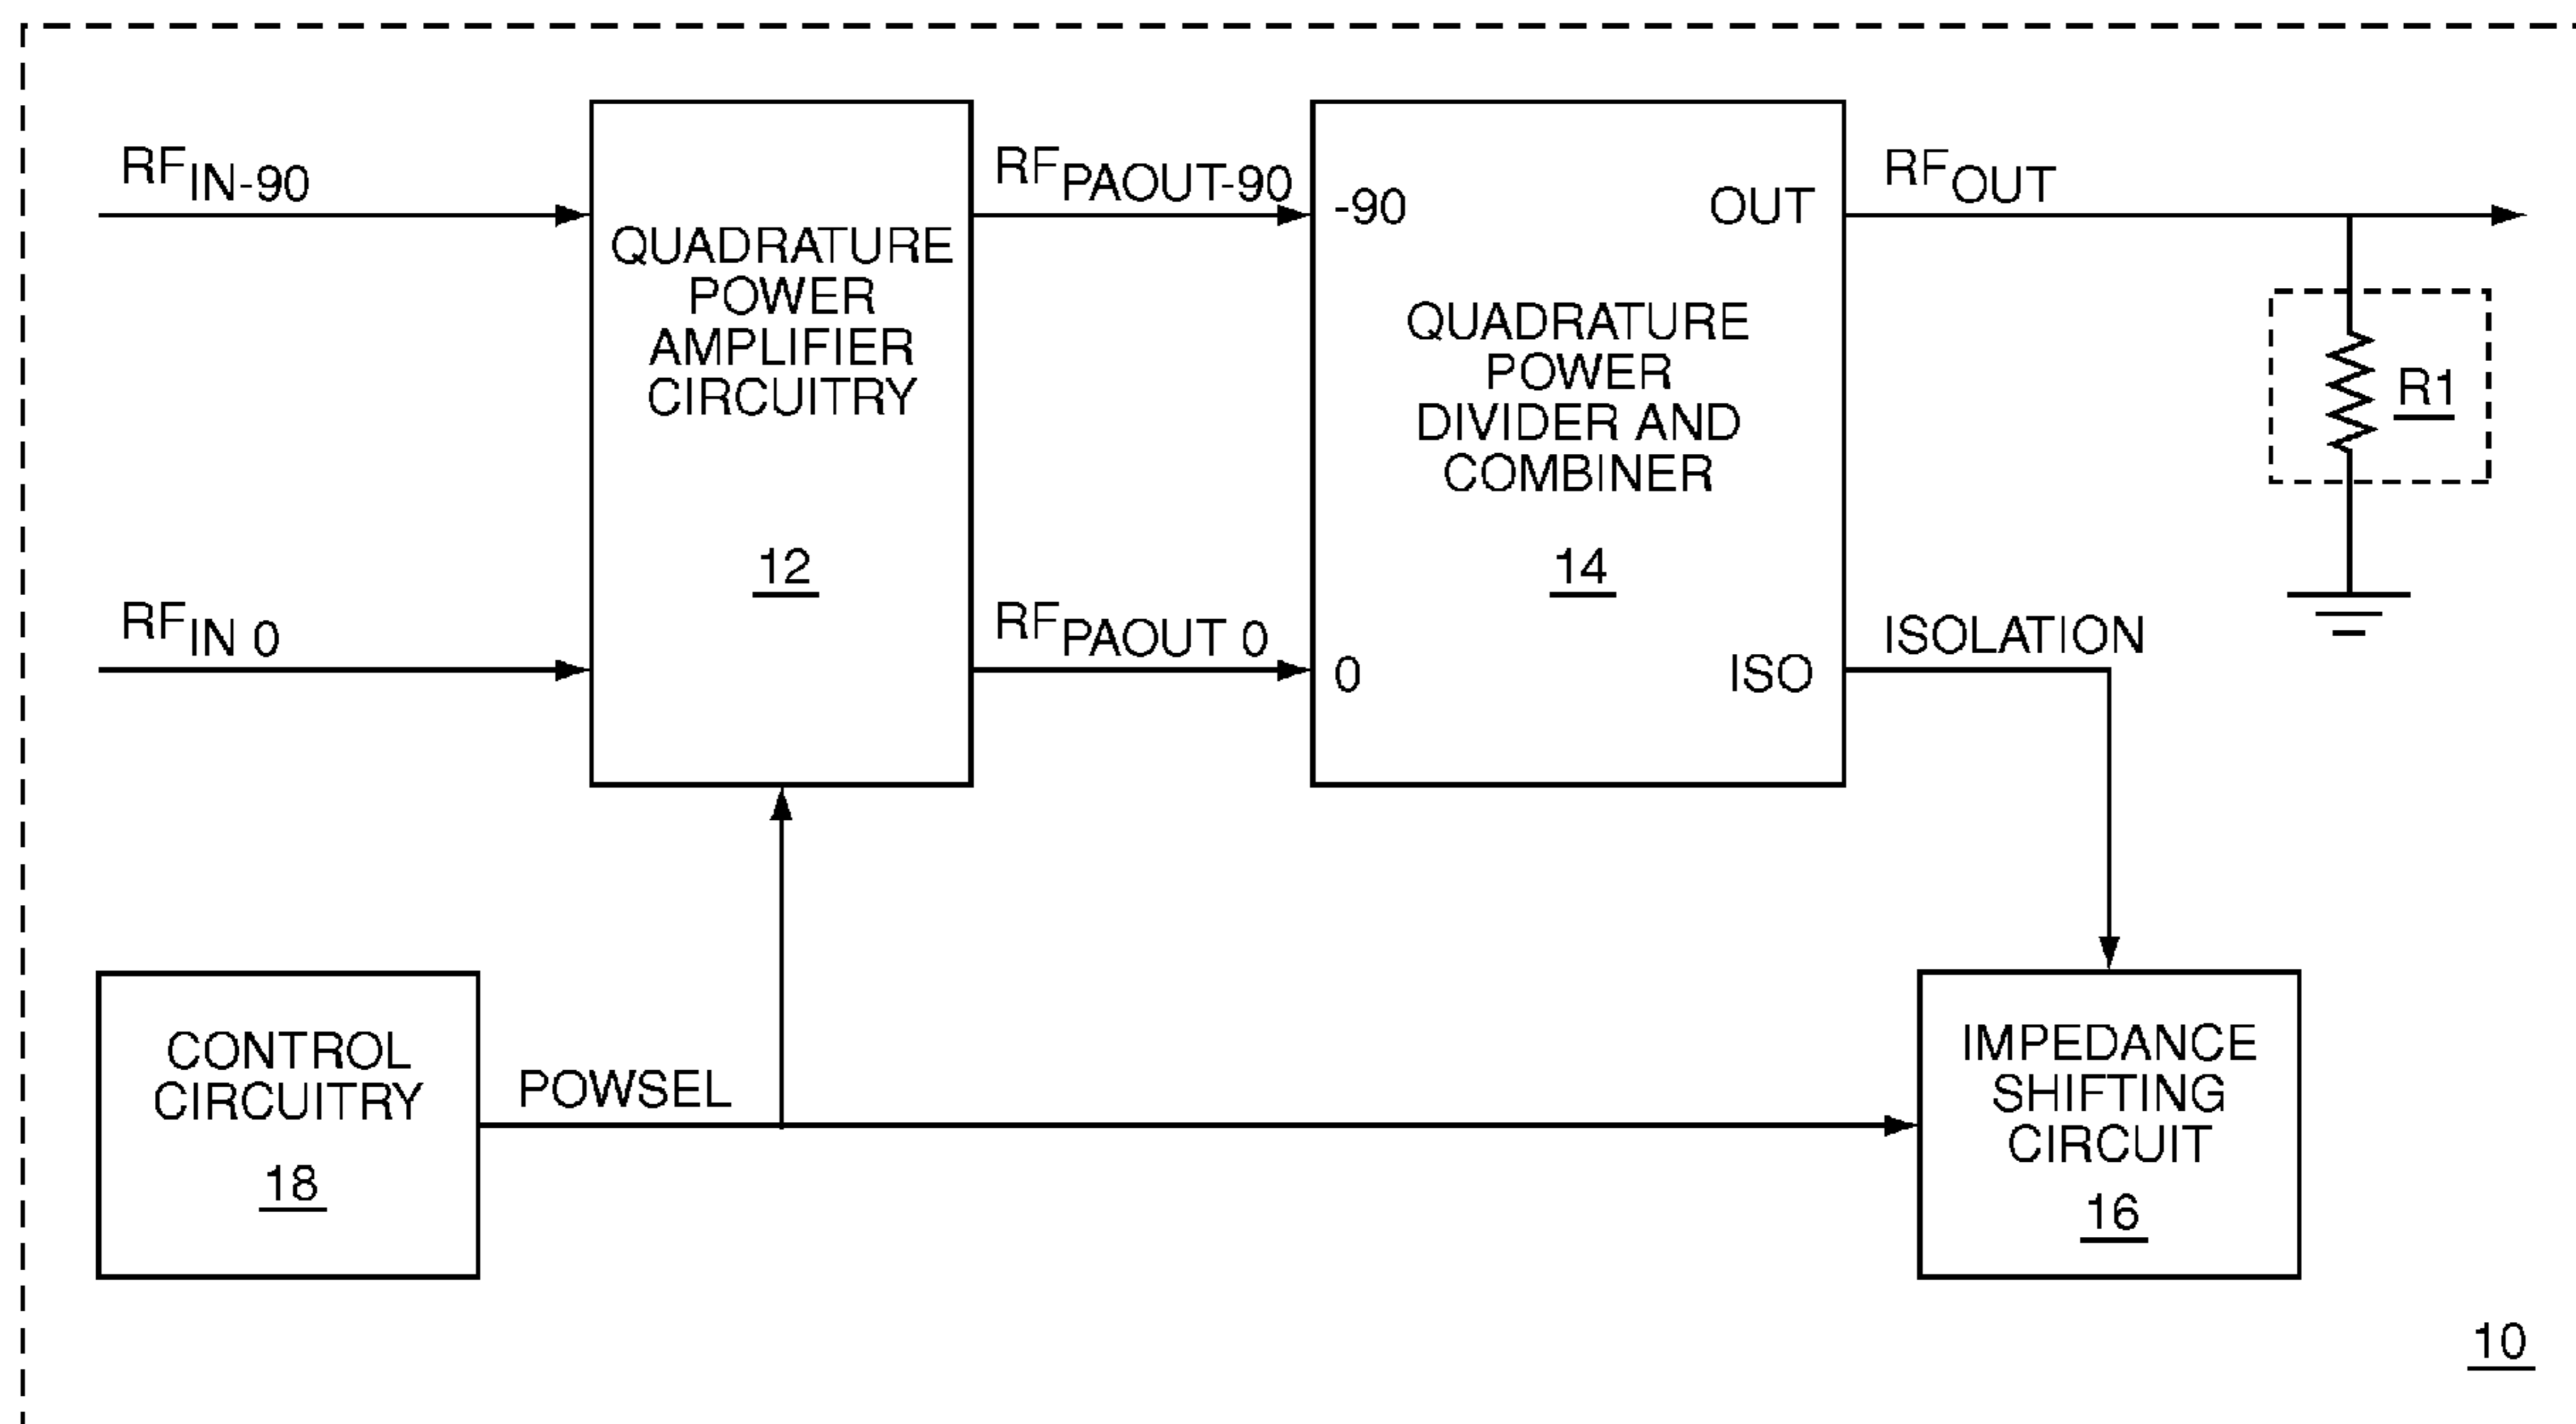 RFIN-90
QUADRATURE
POWER
AMPLIFIER
CIRCUITRY
12
RFIN 0
RFPAOUT-90
RFPAOUT 0
-90
OUT
QUADRATURE
POWER
DIVIDER AND
COMBINER
14
0
ISO
RFOUT
R1
ISOLATION
CONTROL
CIRCUITRY
18
POWSEL
IMPEDANCE
SHIFTING
CIRCUIT
16
10